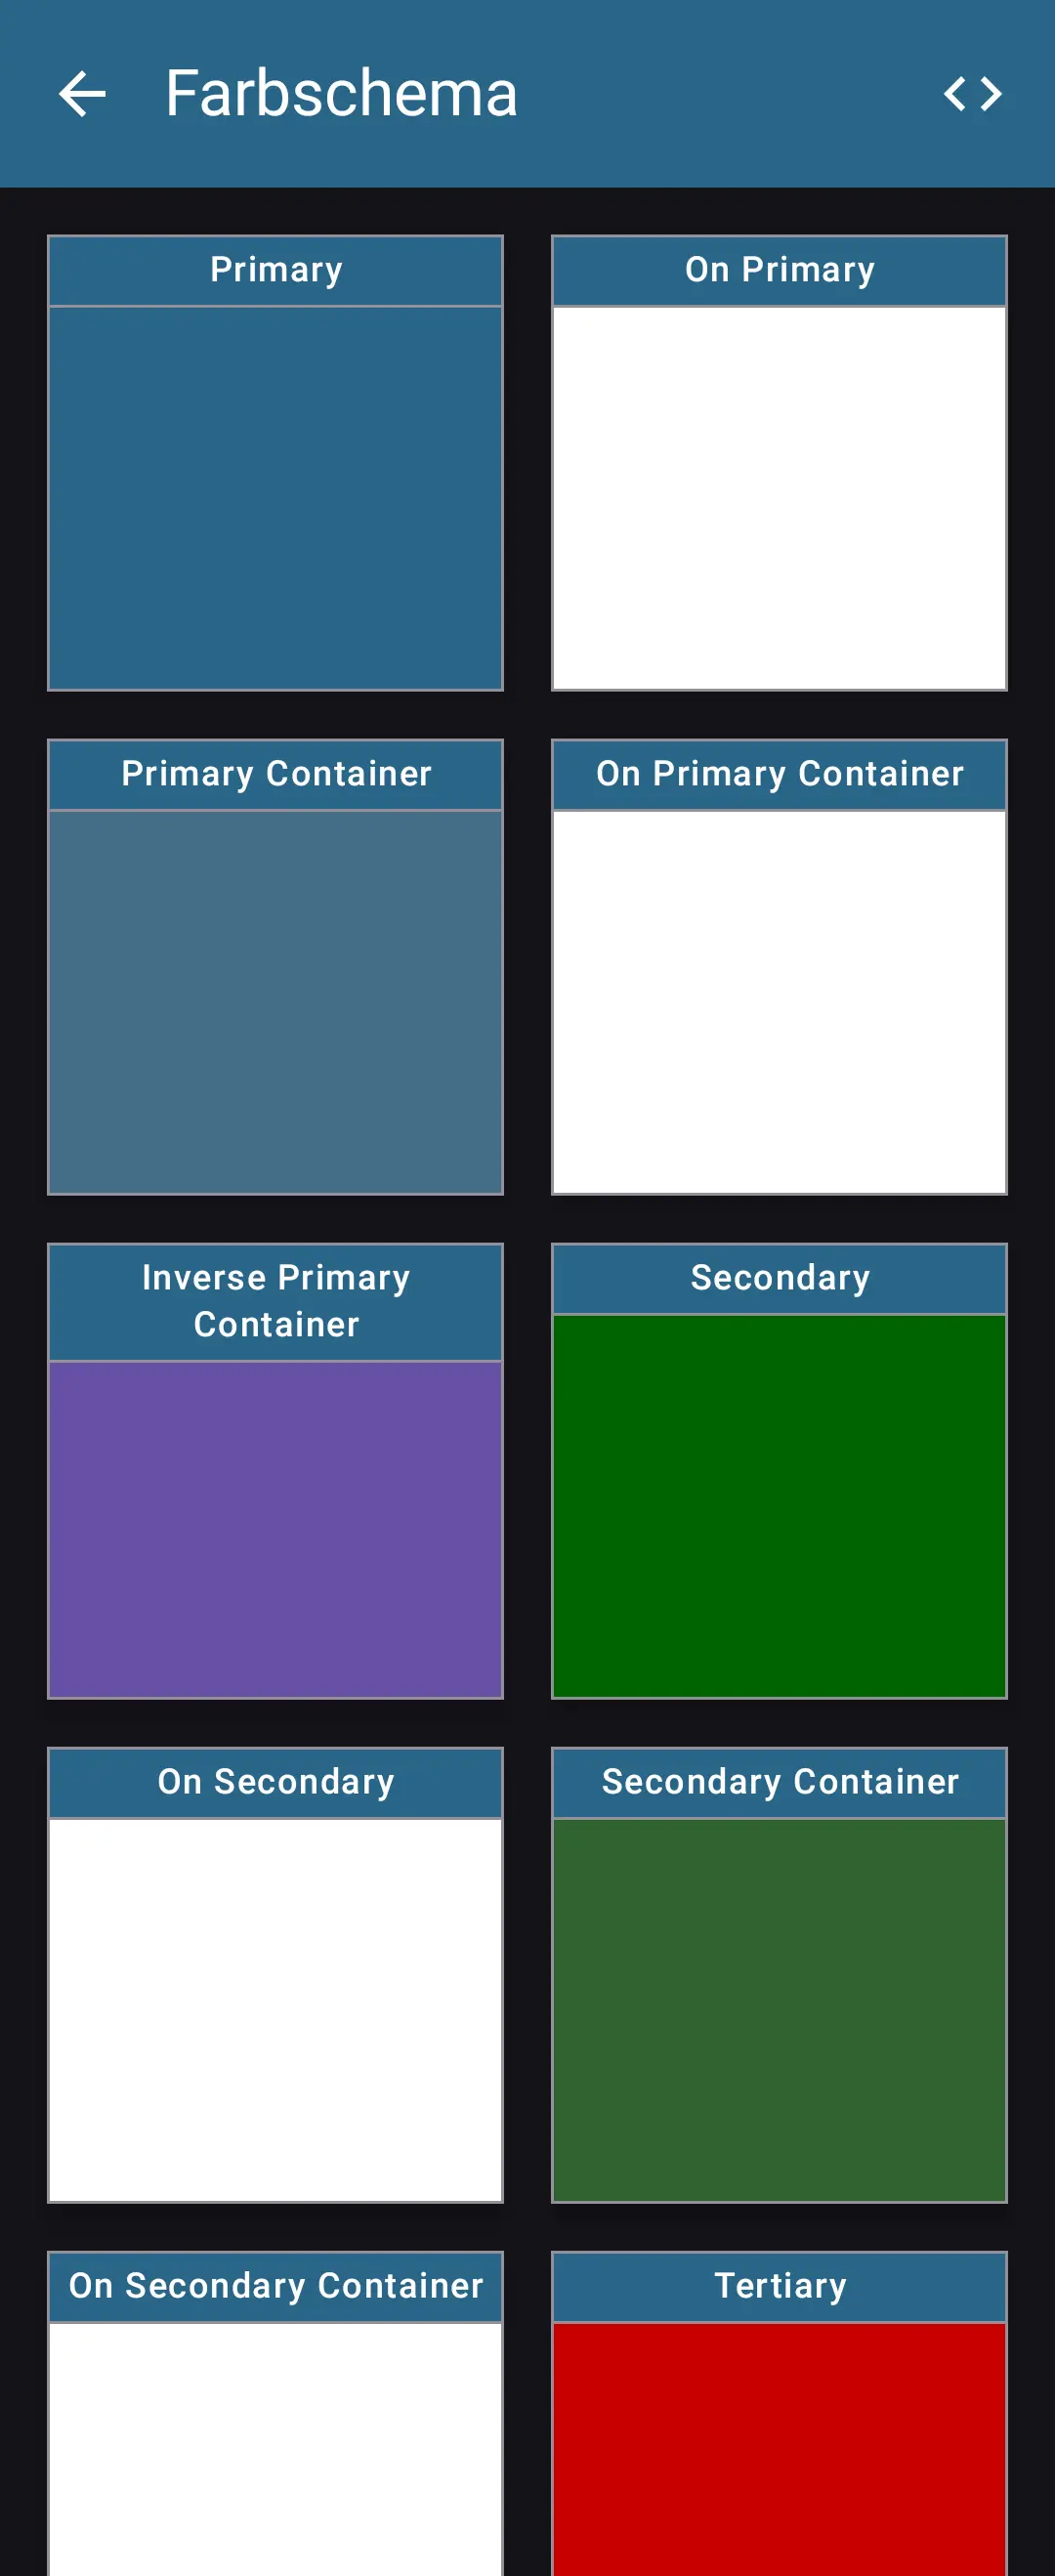 Farbschema
Primary
On Primary
Primary Container
On Primary Container
Inverse Primary
Container
Secondary
On Secondary
Secondary Container
On Secondary Container
Tertiary